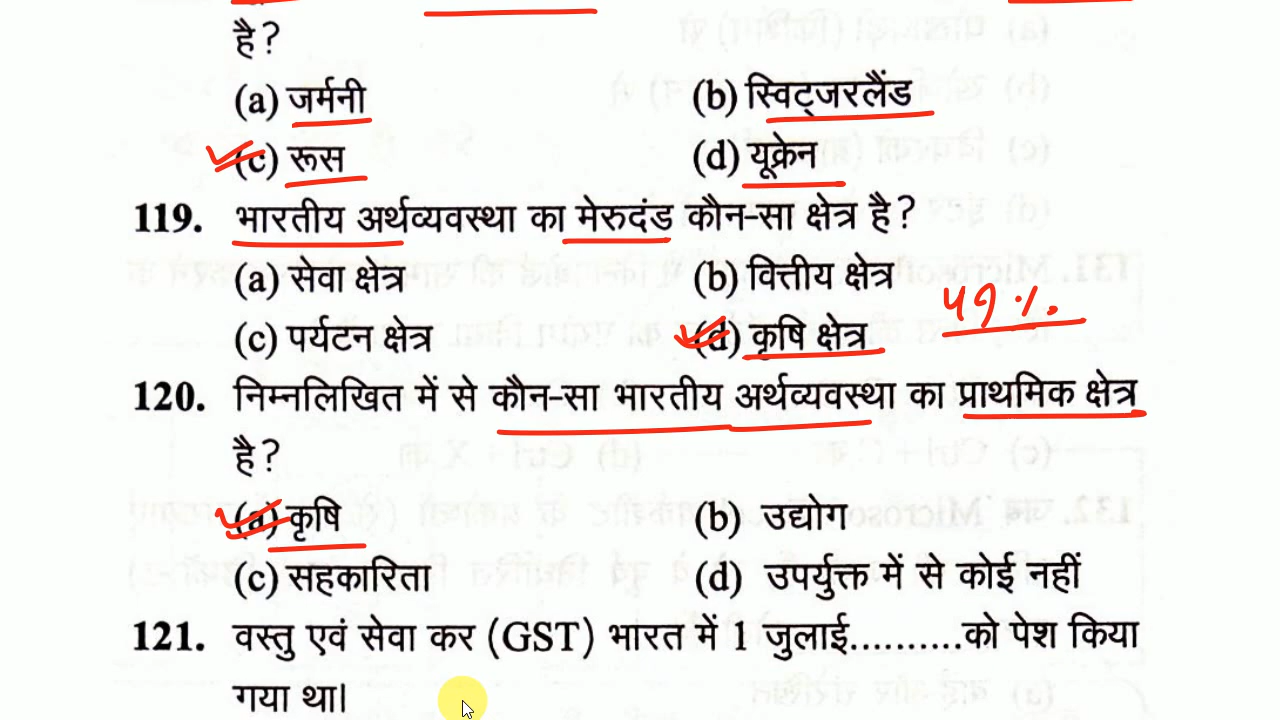 है?
(a) जर्मनी (b) स्विट्जरलैंड
(c) रूस (d) यूक्रेन
119. भारतीय अर्थव्यवस्था का मेरुदंड कौन-सा क्षेत्र है?
(a) सेवा क्षेत्र (b) वित्तीय क्षेत्र
(c) पर्यटन क्षेत्र (d) कृषि क्षेत्र
120. निम्नलिखित में से कौन-सा भारतीय अर्थव्यवस्था का प्राथमिक क्षेत्र
है?
(a) कृषि (b) उद्योग
(c) सहकारिता (d) उपर्युक्त में से कोई नहीं
121. वस्तु एवं सेवा कर (GST) भारत में 1 जुलाई..........को पेश किया
गया था।